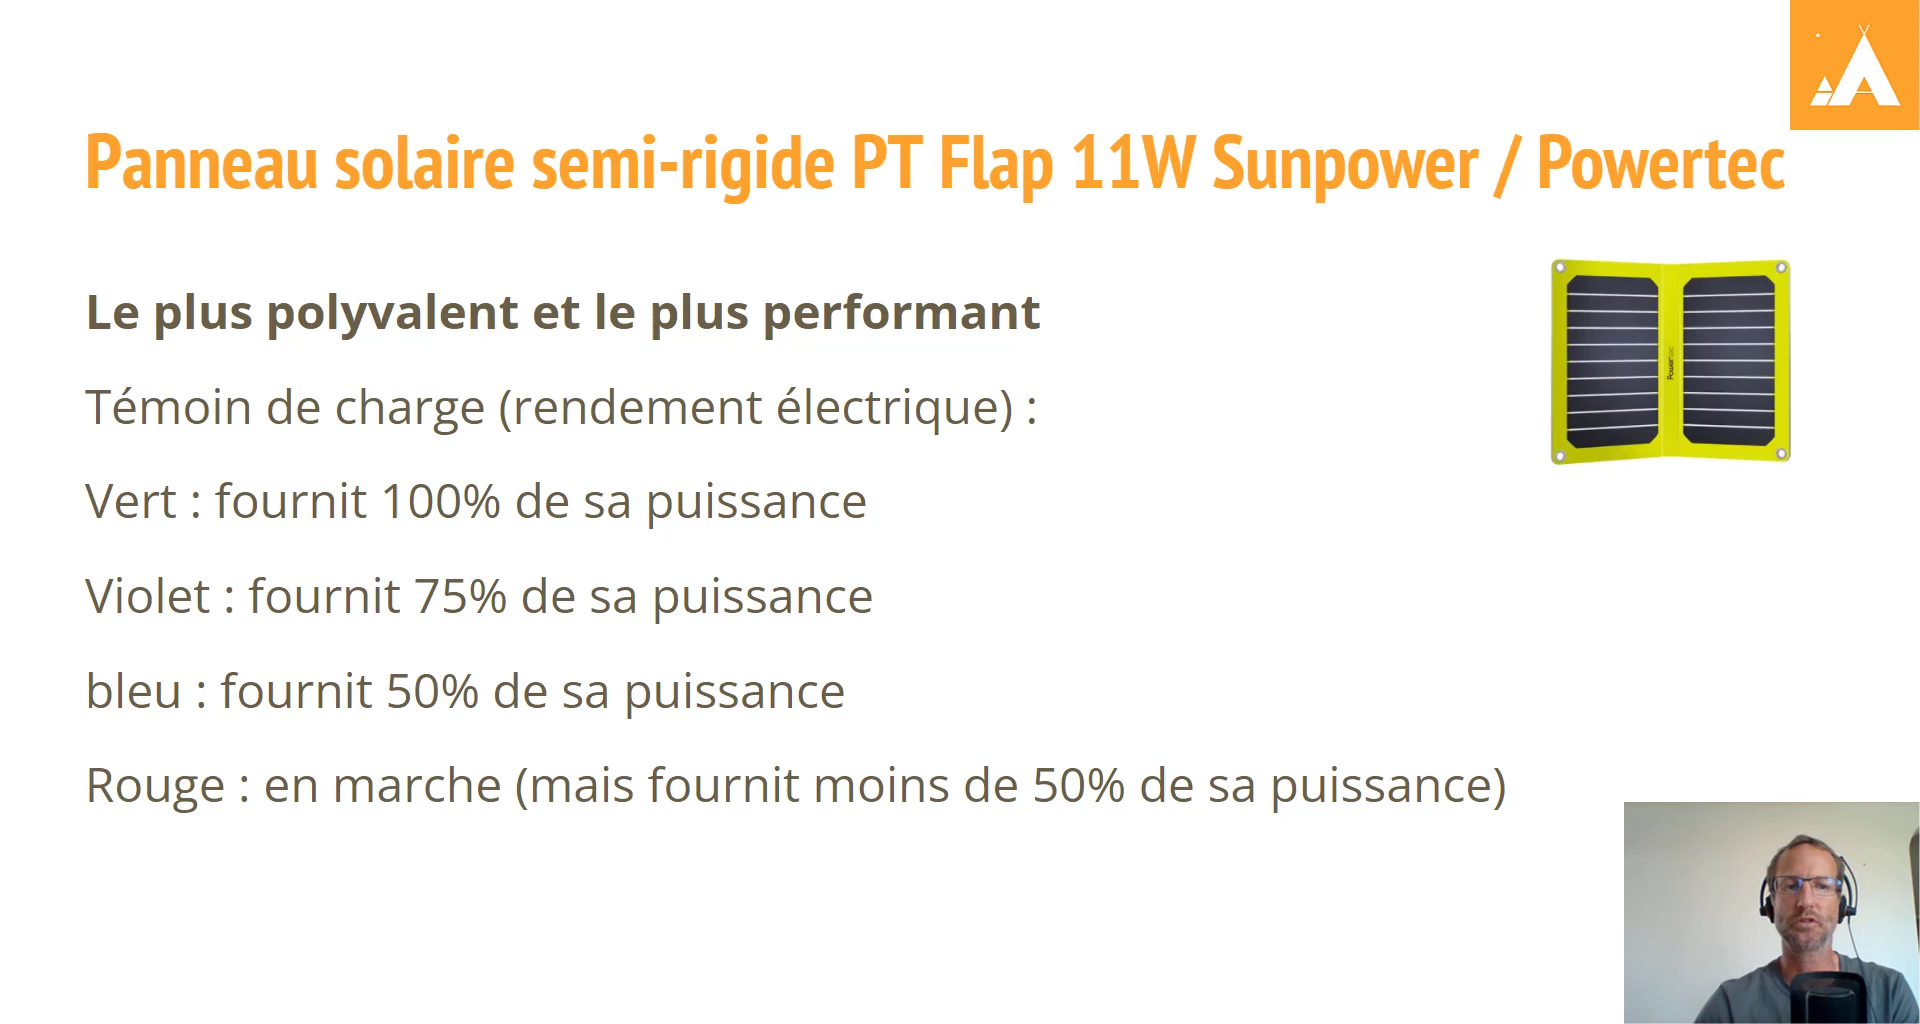 Panneau solaire semi-rigide PT Flap 11W Sunpower / Powertec
Le plus polyvalent et le plus performant
Témoin de charge (rendement électrique) :
Vert : fournit 100% de sa puissance
Violet : fournit 75% de sa puissance
bleu : fournit 50% de sa puissance
Rouge : en marche (mais fournit moins de 50% de sa puissance)
Powertec